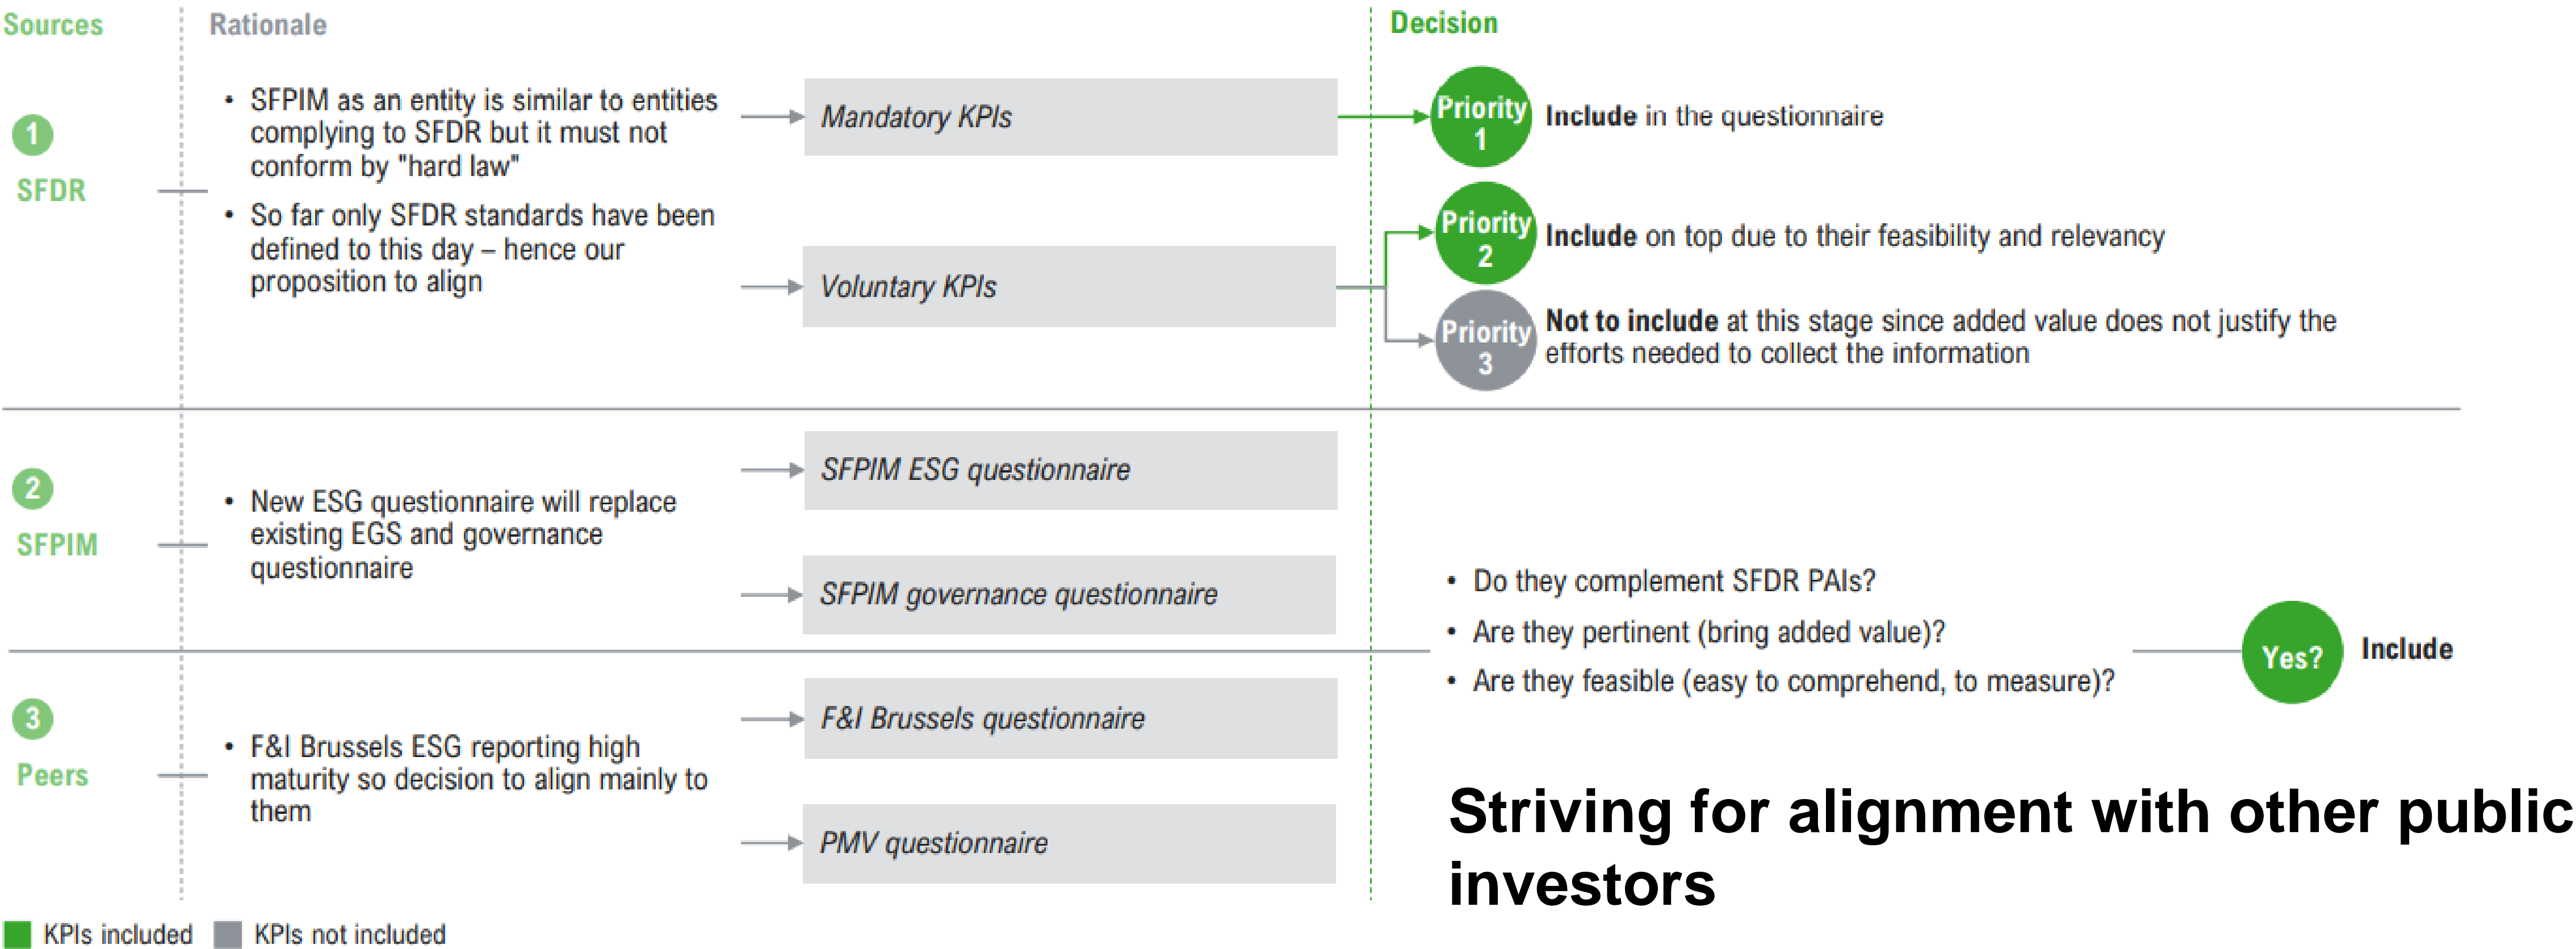 Sources
Rationale
Decision
1
SFDR
• SFPIM as an entity is similar to entities
complying to SFDR but it must not
conform by "hard law"
• So far only SFDR standards have been
defined to this day – hence our
proposition to align
Mandatory KPIs
Voluntary KPIs
Priority
1
Include in the questionnaire
Priority
2
Include on top due to their feasibility and relevancy
Priority
3
Not to include at this stage since added value does not justify the
efforts needed to collect the information
2
SFPIM
• New ESG questionnaire will replace
existing EGS and governance
questionnaire
SFPIM ESG questionnaire
SFPIM governance questionnaire
3
Peers
• F&I Brussels ESG reporting high
maturity so decision to align mainly to
them
F&I Brussels questionnaire
PMV questionnaire
• Do they complement SFDR PAIs?
• Are they pertinent (bring added value)?
• Are they feasible (easy to comprehend, to measure)?
Yes?
Include
Striving for alignment with other public
investors
KPIs included
KPIs not included